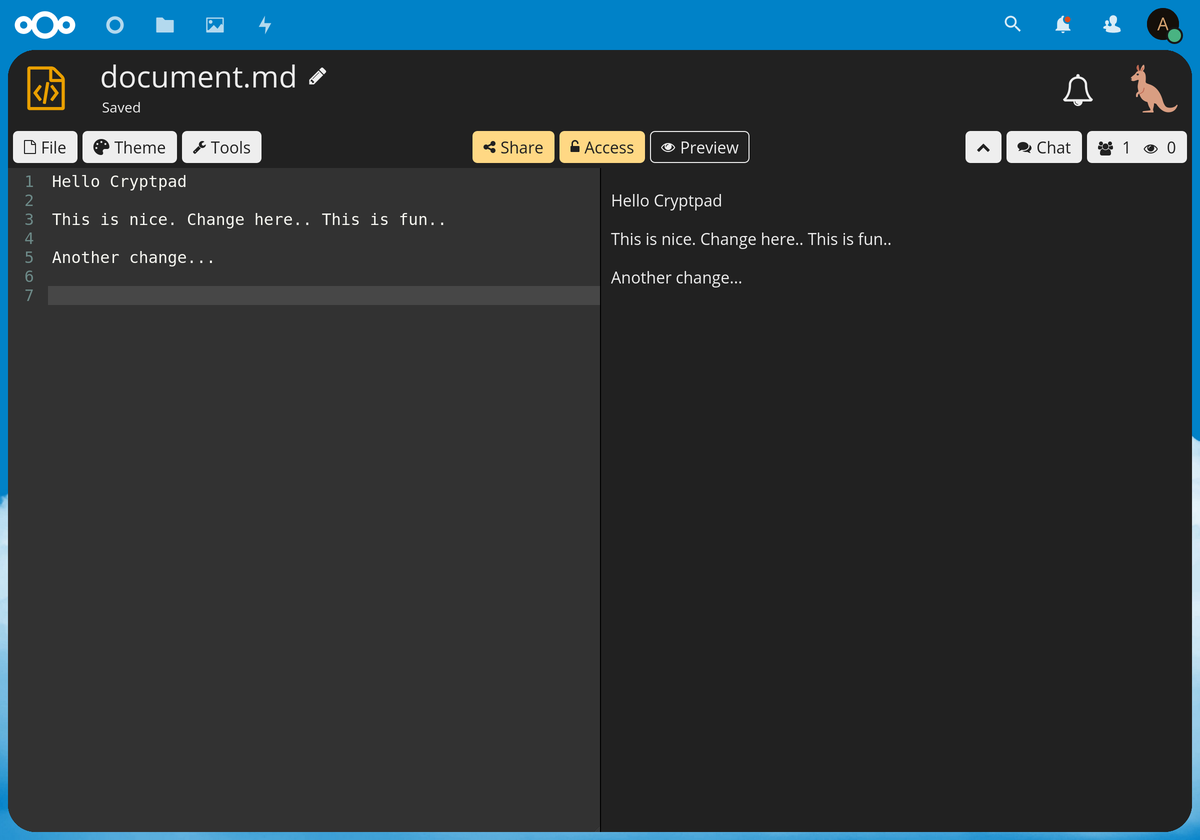 A
document.md
Saved
File Theme Tools Share Access Preview Chat 1 0
1 Hello Cryptpad
2
3 This is nice. Change here.. This is fun..
4
5 Another change...
6
7
Hello Cryptpad
This is nice. Change here.. This is fun..
Another change...